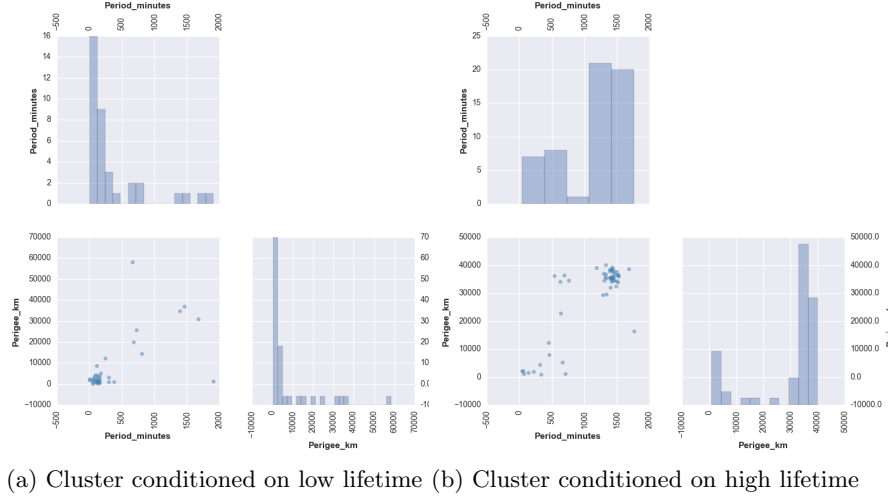 Period_minutes
Period_minutes
−500 0 500 1000 1500 2000
−500 0 500 1000 1500 2000
16
14
12
10
8
6
4
2
0
Period_minutes
25
20
15
10
5
0
Period_minutes
70000
60000
50000
40000
30000
20000
10000
0
−10000
Perigee_km
−500 0 500 1000 1500 2000
Period_minutes
70
60
50
40
30
20
10
0.0
−10
−10000 0 10000 20000 30000 40000 50000 60000 70000
Perigee_km
50000
40000
30000
20000
10000
0
−10000
Perigee_km
−500 0 500 1000 1500 2000
Period_minutes
50000.0
40000.0
30000.0
20000.0
10000.0
0.0
−10000.0
−10000 0 10000 20000 30000 40000 50000
Perigee_km
(a) Cluster conditioned on low lifetime (b) Cluster conditioned on high lifetime